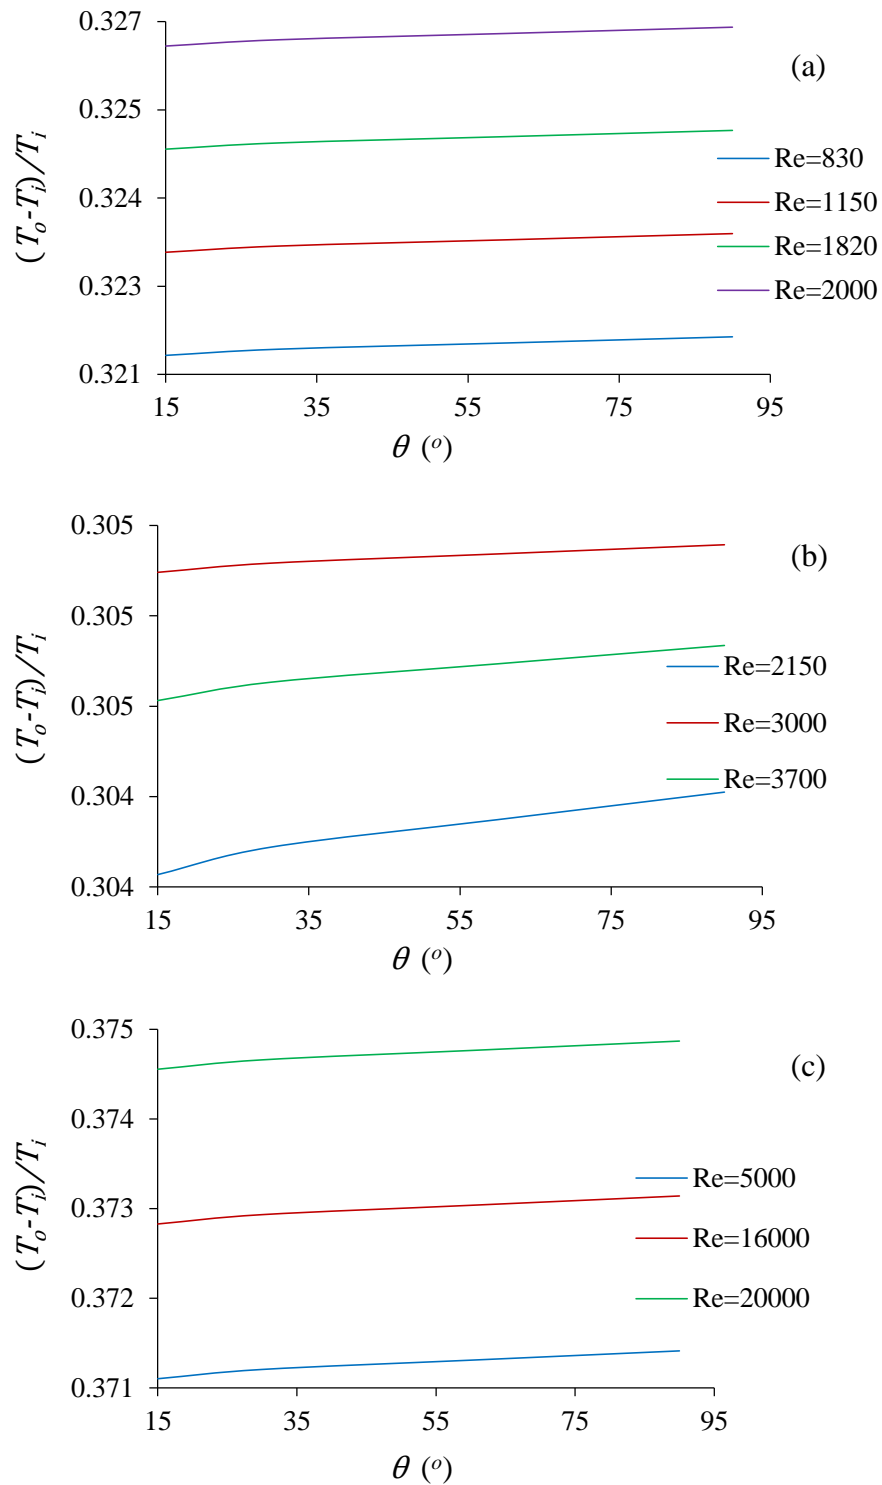 0.327
(a)
0.325
Re=830
0.324
Re=1150
Re=1820
0.323
Re=2000
0.321
(To-Ti)/Ti
15 35 55 75 95
θ (o)
0.305
(b)
0.305
Re=2150
0.305
Re=3000
0.304
Re=3700
0.304
(To-Ti)/Ti
15 35 55 75 95
θ (o)
0.375
(c)
0.374
Re=5000
0.373
Re=16000
0.372
Re=20000
0.371
(To-Ti)/Ti
15 35 55 75 95
θ (o)